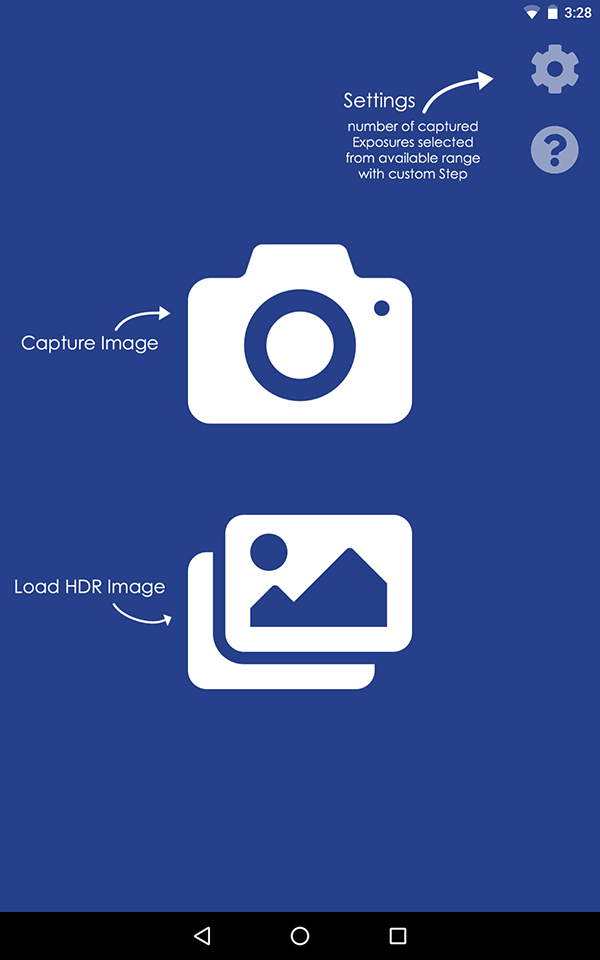 3:28
Settings
number of captured
Exposures selected
from available range
with custom Step
?
Capture Image
Load HDR Image